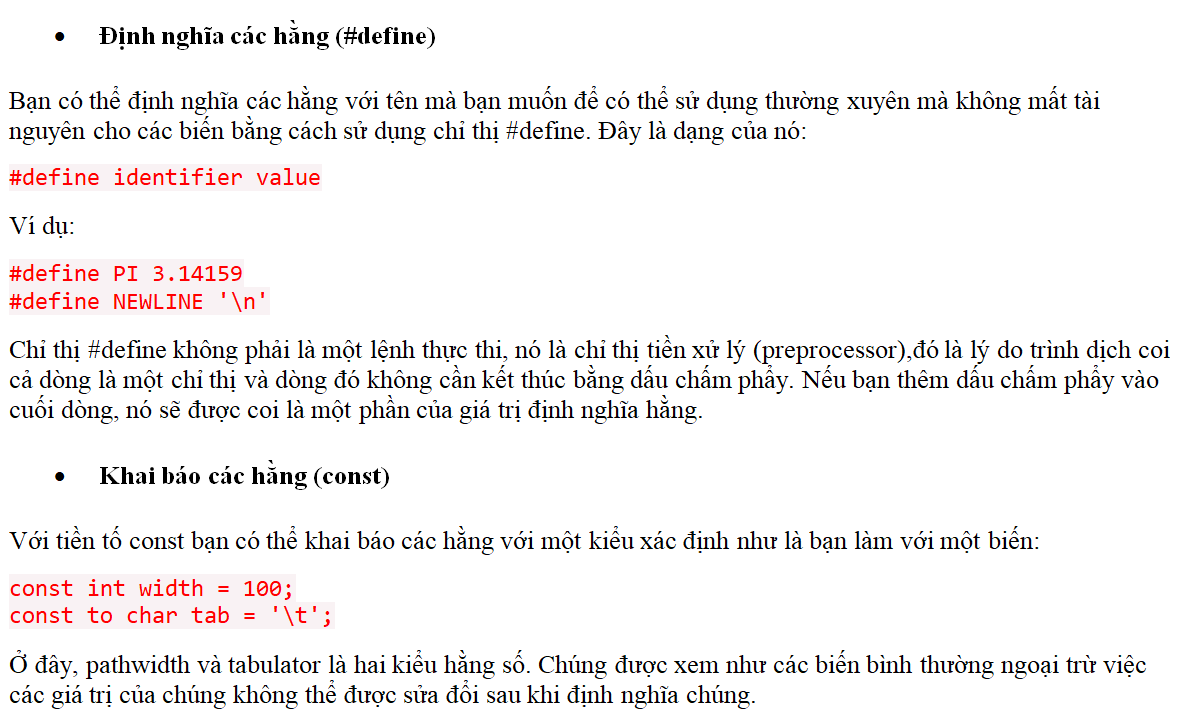 • Định nghĩa các hằng (#define)
Bạn có thể định nghĩa các hằng với tên mà bạn muốn để có thể sử dụng thường xuyên mà không mất tài
nguyên cho các biến bằng cách sử dụng chỉ thị #define. Đây là dạng của nó:
#define identifier value
Ví dụ:
#define PI 3.14159
#define NEWLINE '\n'
Chỉ thị #define không phải là một lệnh thực thi, nó là chỉ thị tiền xử lý (preprocessor),đó là lý do trình dịch coi
cả dòng là một chỉ thị và dòng đó không cần kết thúc bằng dấu chấm phẩy. Nếu bạn thêm dấu chấm phẩy vào
cuối dòng, nó sẽ được coi là một phần của giá trị định nghĩa hằng.
• Khai báo các hằng (const)
Với tiền tố const bạn có thể khai báo các hằng với một kiểu xác định như là bạn làm với một biến:
const int width = 100;
const to char tab = '\t';
Ở đây, pathwidth và tabulator là hai kiểu hằng số. Chúng được xem như các biến bình thường ngoại trừ việc
các giá trị của chúng không thể được sửa đổi sau khi định nghĩa chúng.